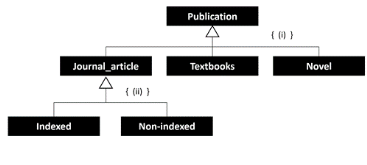 Publication
{ (i) }
Journal_article Textbooks Novel
{ (ii) }
Indexed Non-indexed